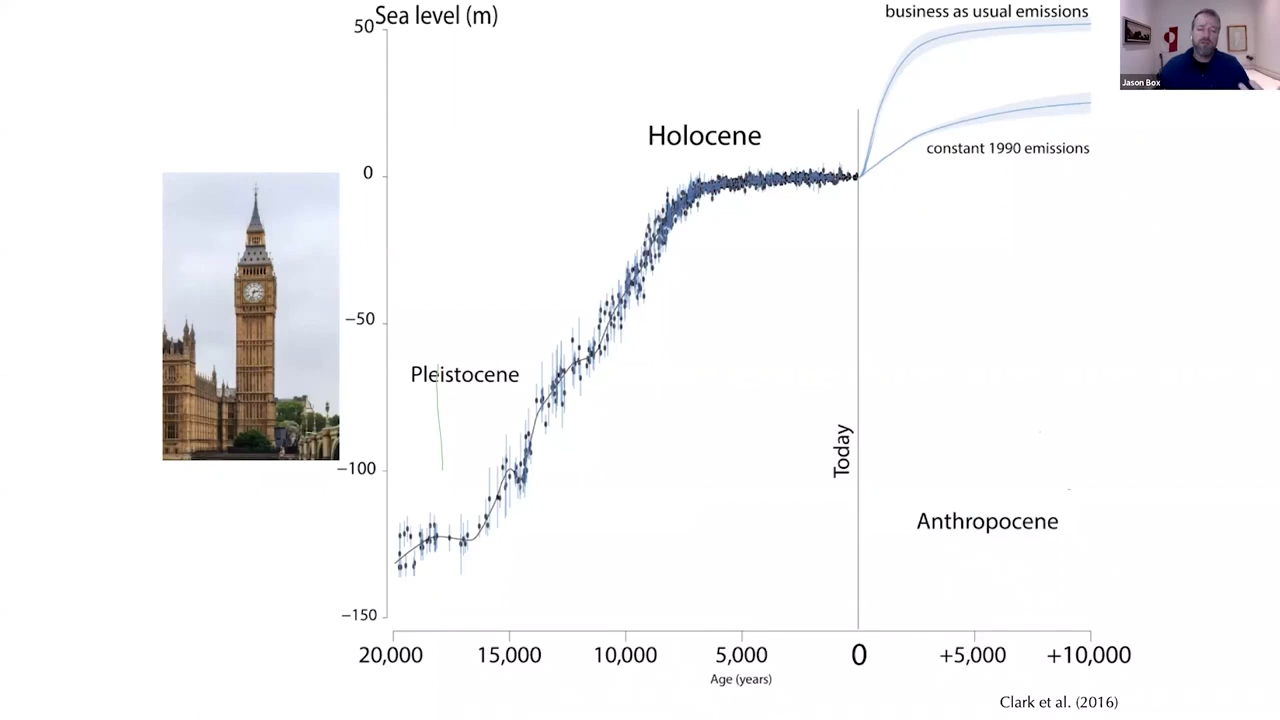 Sea level (m)
business as usual emissions
50
Jason Box
Holocene
constant 1990 emissions
0
−50
Pleistocene
Today
−100
Anthropocene
−150
20,000 15,000 10,000 5,000 0 +5,000 +10,000
Age (years)
Clark et al. (2016)